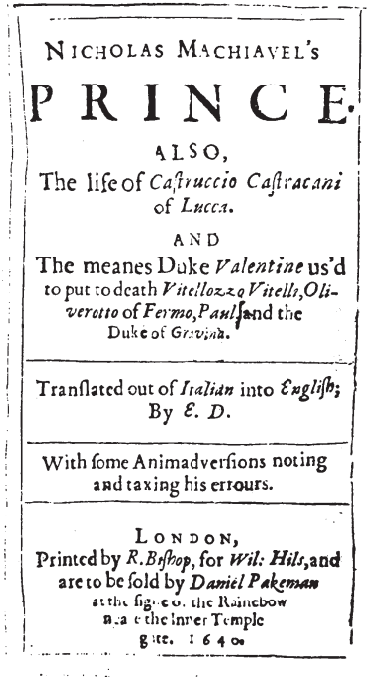 NICHOLAS MACHIAVEL'S
PRINCE.
ALSO,
The life of Caſtruccio Caſtracani
of Lucca.
AND
The meanes Duke Valentine us'd
to put to death Vitellozzo Vitelli, Oli-
veretto of Fermo, Paul, and the
Duke of Gravina.
Tranſlated out of Italian into Engliſh;
By E. D.
With ſome Animadverſions noting
and taxing his errours.
LONDON,
Printed by R. Biſhop, for Wil: Hils, and
are to be ſold by Daniel Pakeman
at the ſigne of the Rainebow
neare the Inner Temple
gate. 1640.